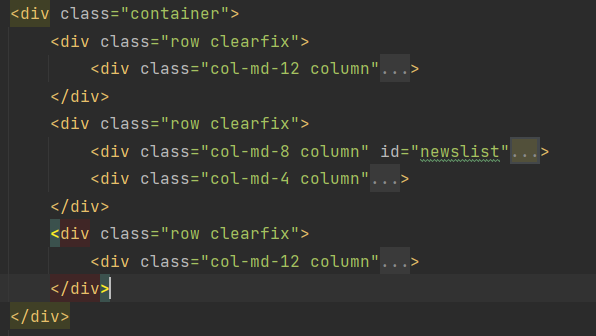 <div class="container">
<div class="row clearfix">
<div class="col-md-12 column"...>
</div>
<div class="row clearfix">
<div class="col-md-8 column" id="newslist"...>
<div class="col-md-4 column"...>
</div>
<div class="row clearfix">
<div class="col-md-12 column"...>
</div>
</div>